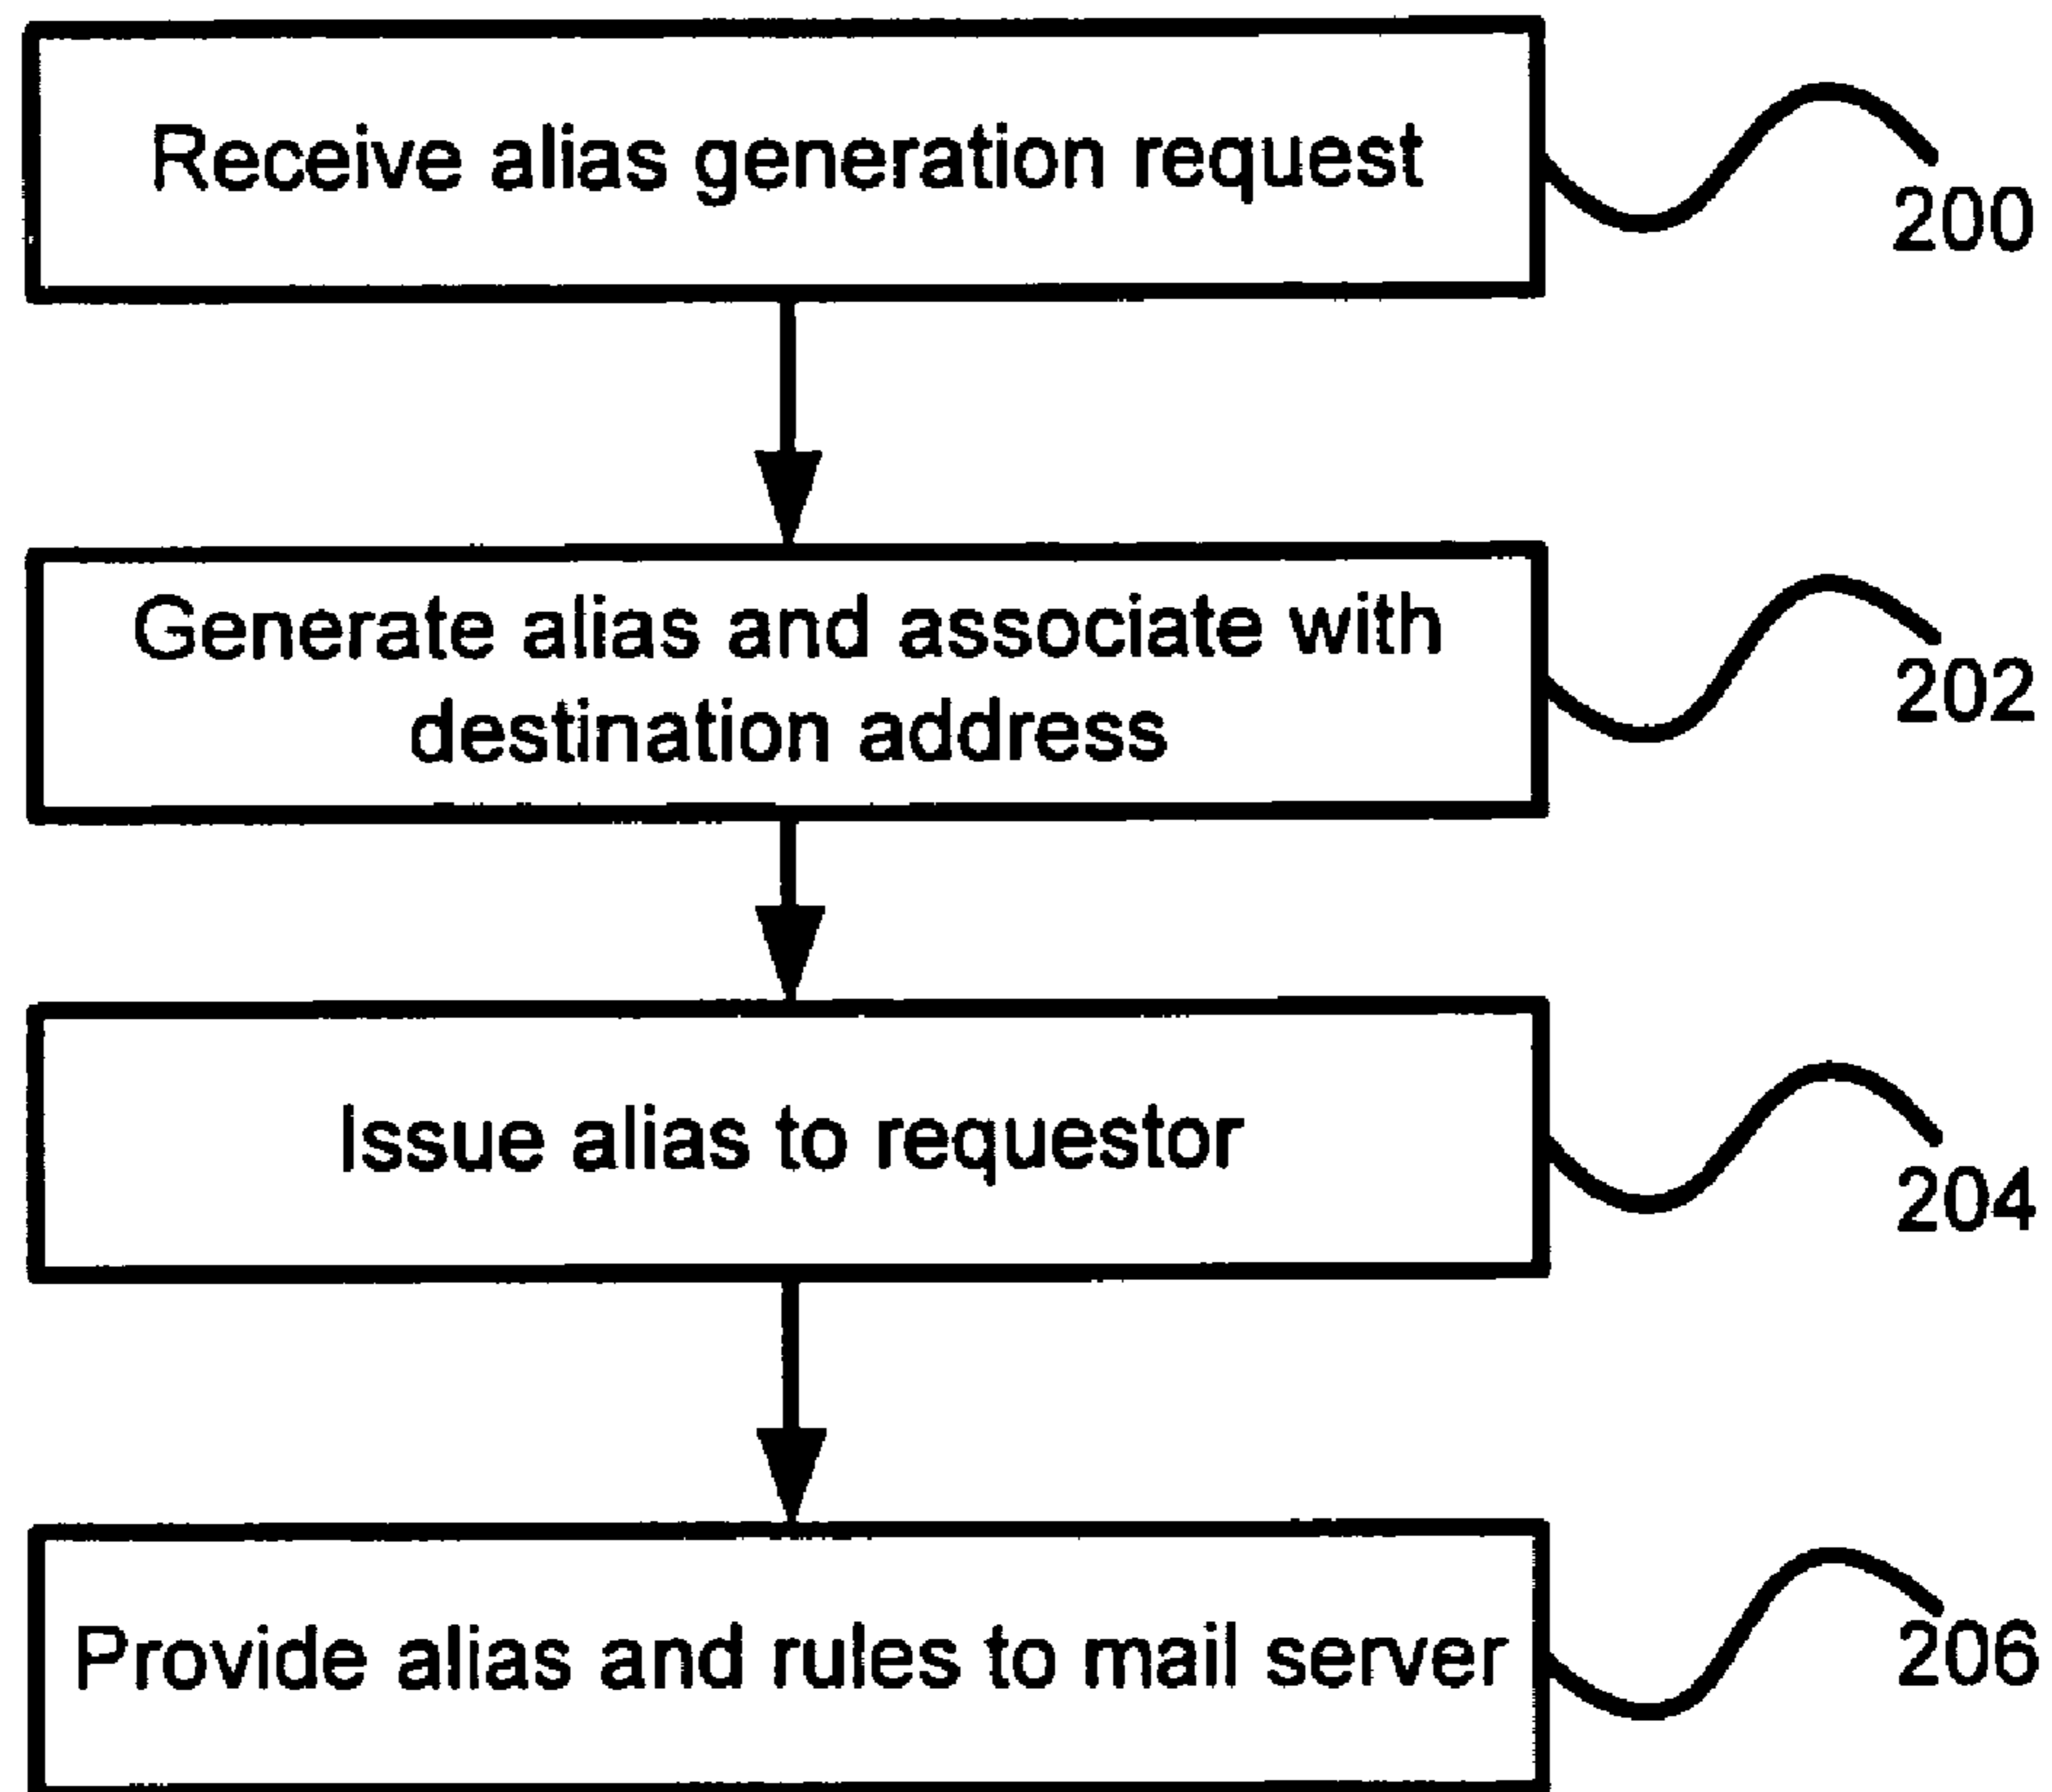 Receive alias generation request
200
Generate alias and associate with
destination address
202
Issue alias to requestor
204
Provide alias and rules to mail server
206